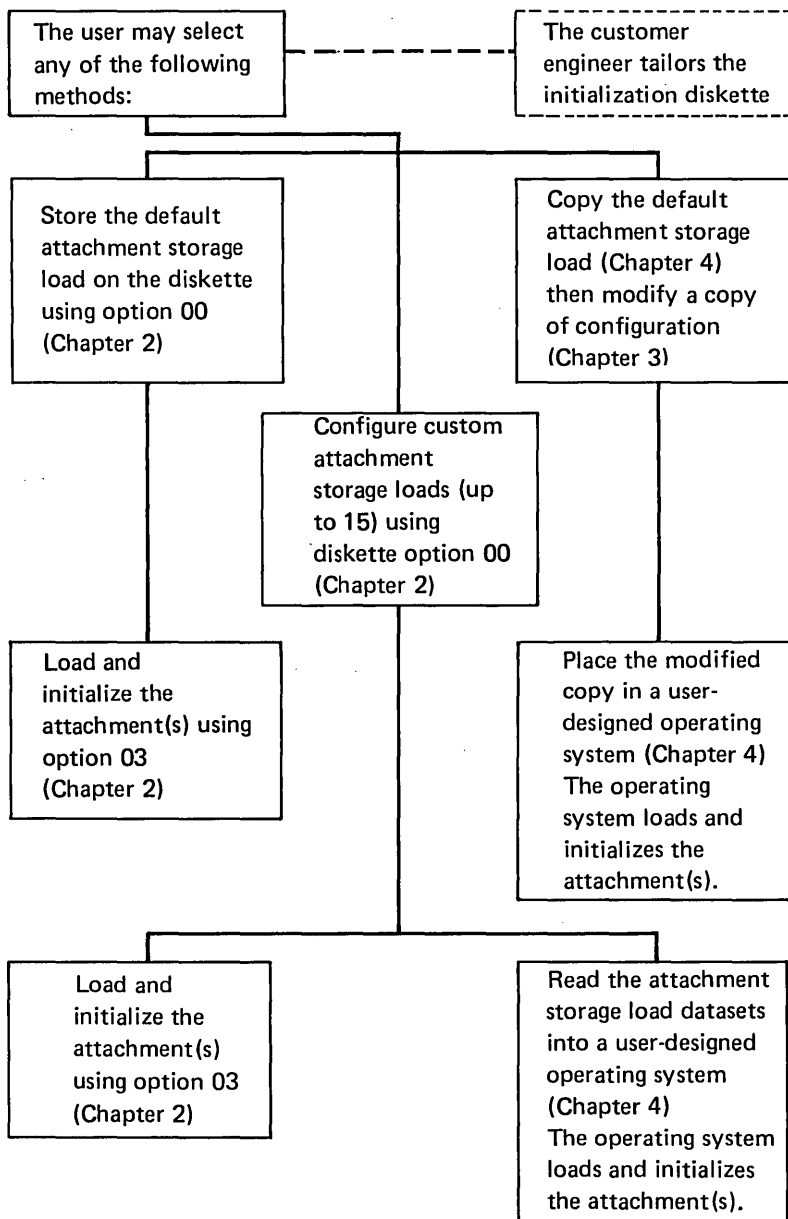 The user may select
any of the following
methods:
The customer
engineer tailors the
initialization diskette
Store the default
attachment storage
load on the diskette
using option 00
(Chapter 2)
Copy the default
attachment storage
load (Chapter 4)
then modify a copy
of configuration
(Chapter 3)
Configure custom
attachment
storage loads (up
to 15) using
diskette option 00
(Chapter 2)
Load and
initialize the
attachment(s) using
option 03
(Chapter 2)
Place the modified
copy in a user-
designed operating
system (Chapter 4)
The operating
system loads and
initializes the
attachment(s).
Load and
initialize the
attachment(s)
using option 03
(Chapter 2)
Read the attachment
storage load datasets
into a user-designed
operating system
(Chapter 4)
The operating system
loads and initializes
the attachment(s).